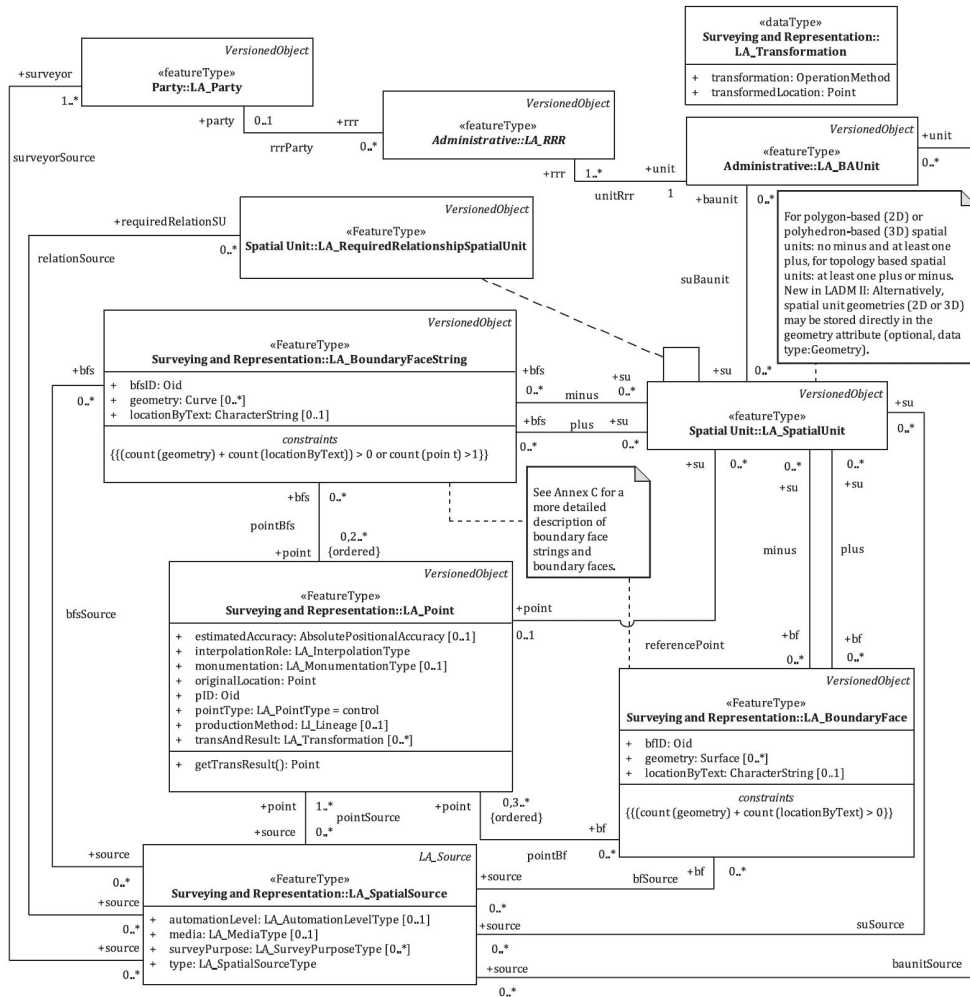 VersionedObject
«featureType»
Party::LA_Party
+surveyor
1..*
surveyorSource
+party
0..1
rrrParty
+rrr
0..*
VersionedObject
«featureType»
Administrative::LA_RRR
+rrr
1..*
unitRrr
+unit
1
«dataType»
Surveying and Representation::
LA_Transformation
+ transformation: OperationMethod
+ transformedLocation: Point
VersionedObject
«featureType»
Administrative::LA_BAUnit
+unit
0..*
+baunit
0..*
suBaunit
For polygon-based (2D) or
polyhedron-based (3D) spatial
units: no minus and at least one
plus, for topology based spatial
units: at least one plus or minus.
New in LADM II: Alternatively,
spatial unit geometries (2D or 3D)
may be stored directly in the
geometry attribute (optional, data
type:Geometry).
+requiredRelationSU
0..*
relationSource
VersionedObject
«FeatureType»
Spatial Unit::LA_RequiredRelationshipSpatialUnit
VersionedObject
«FeatureType»
Surveying and Representation::LA_BoundaryFaceString
+ bfsID: Oid
+ geometry: Curve [0..*]
+ locationByText: CharacterString [0..1]
constraints
{{((count (geometry) + count (locationByText)) > 0 or count (poin t) >1}}
+bfs
0..*
+bfs
0..*
minus
+su
0..*
+bfs
0..*
plus
+su
0..*
+su
0..*
VersionedObject
«featureType»
Spatial Unit::LA_SpatialUnit
+su
0..*
+su
0..*
0..*
+su
0..*
+su
See Annex C for a
more detailed
description of
boundary face
strings and
boundary faces.
+bfs
0..*
pointBfs
0,2..*
{ordered}
+point
minus
plus
bfsSource
VersionedObject
«FeatureType»
Surveying and Representation::LA_Point
+ estimatedAccuracy: AbsolutePositionalAccuracy [0..1]
+ interpolationRole: LA_InterpolationType
+ monumentation: LA_MonumentationType [0..1]
+ originalLocation: Point
+ pID: Oid
+ pointType: LA_PointType = control
+ productionMethod: LI_Lineage [0..1]
+ transAndResult: LA_Transformation [0..*]
+ getTransResult(): Point
+point
0..1
referencePoint
+bf
0..*
+bf
0..*
VersionedObject
«FeatureType»
Surveying and Representation::LA_BoundaryFace
+ bfID: Oid
+ geometry: Surface [0..*]
+ locationByText: CharacterString [0..1]
constraints
{{(count (geometry) + count (locationByText) > 0}}
+point
1..*
pointSource
+source
0..*
+point
0,3..*
{ordered}
pointBf
+bf
0..*
LA_Source
«FeatureType»
Surveying and Representation::LA_SpatialSource
+ automationLevel: LA_AutomationLevelType [0..1]
+ media: LA_MediaType [0..1]
+ surveyPurpose: LA_SurveyPurposeType [0..*]
+ type: LA_SpatialSourceType
+source
0..*
+source
0..*
+source
0..*
+source
0..*
bfSource
+bf
0..*
+source
0..*
suSource
+source
0..*
baunitSource